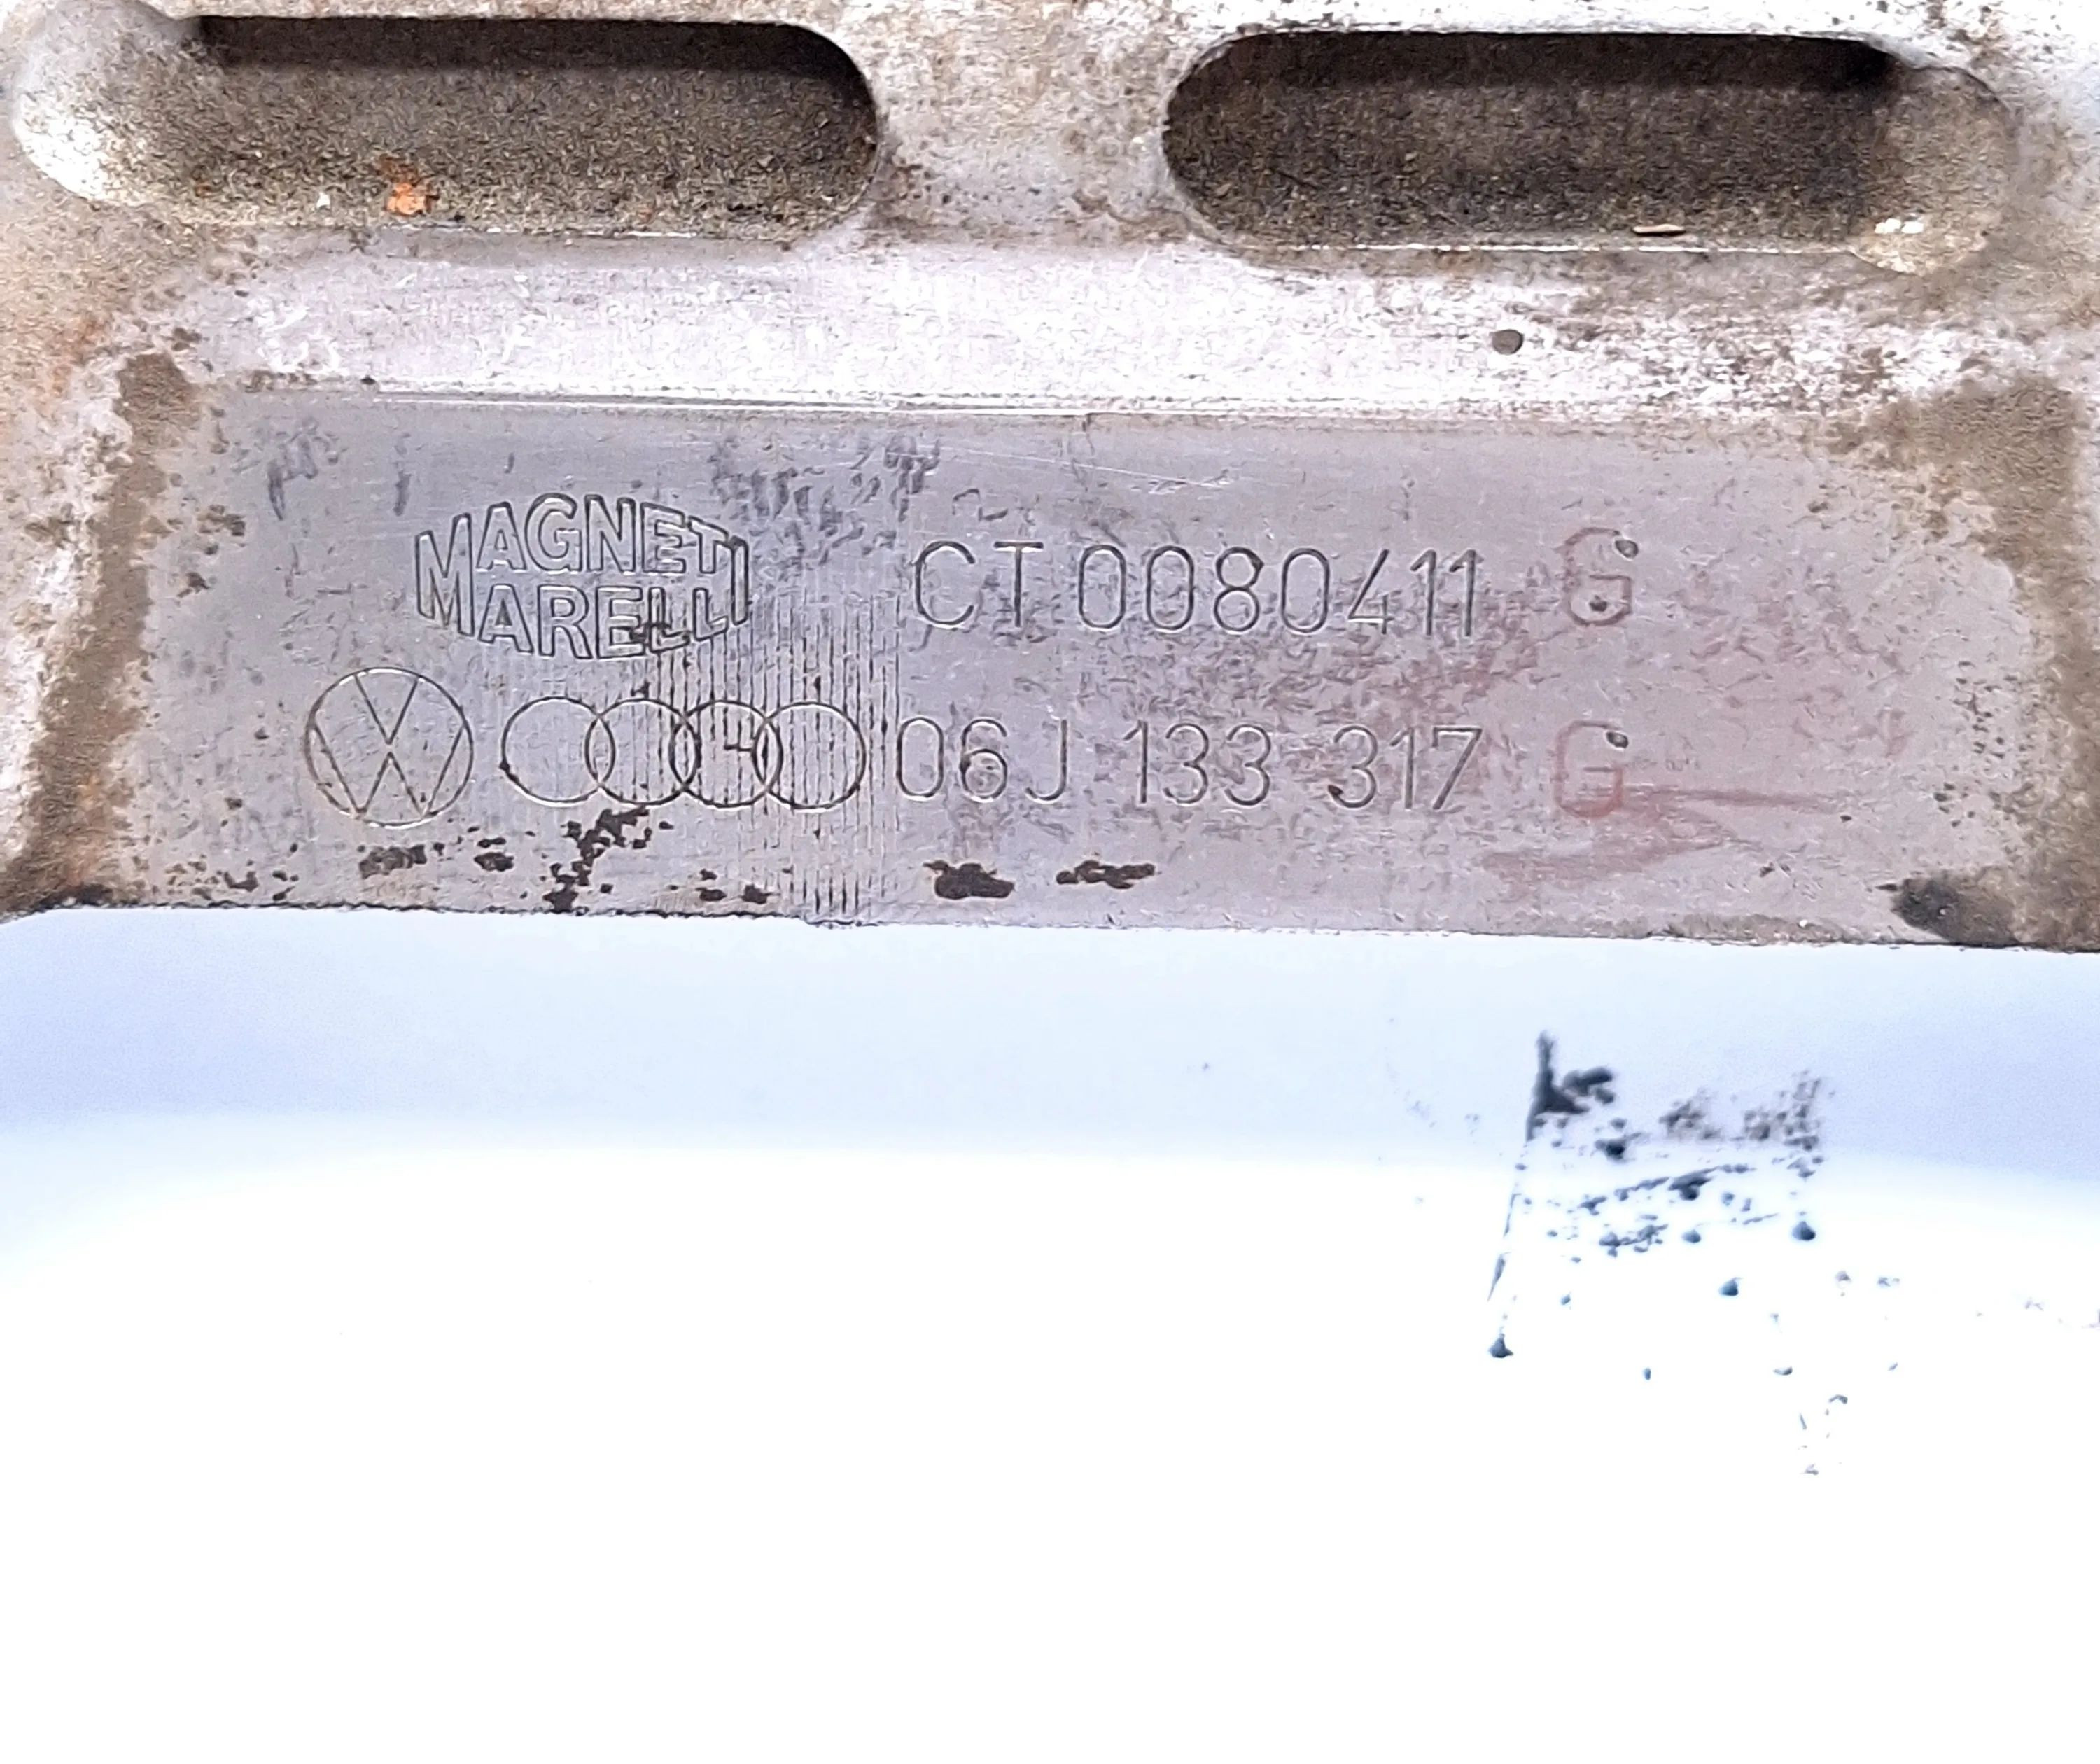 MAGNETI
MARELLI
CT 0080411 G
06J 133 317 G